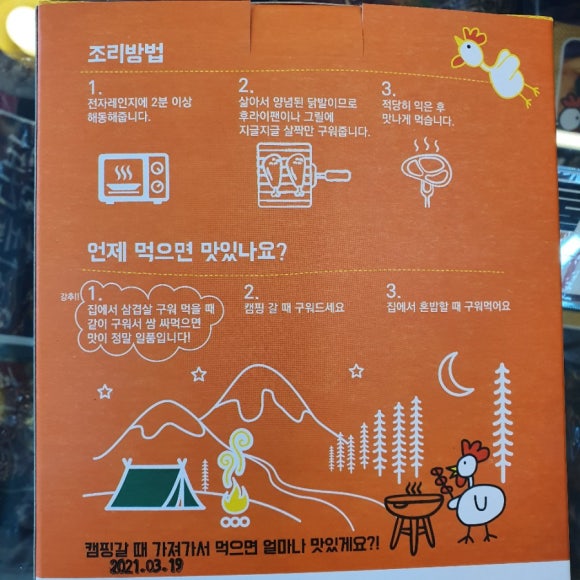 조리방법
1.
전자레인지에 2분 이상
해동해줍니다.
2.
삶아서 양념된 닭발이므로
후라이팬이나 그릴에
지글지글 살짝만 구워줍니다.
3.
적당히 익은 후
맛나게 먹습니다.
언제 먹으면 맛있나요?
강추!!
1.
집에서 삼겹살 구워 먹을 때
같이 구워서 쌈 싸먹으면
맛이 정말 일품입니다!
2.
캠핑 갈 때 구워드세요
3.
집에서 혼밥할 때 구워먹어요
캠핑갈 때 가져가서 먹으면 얼마나 맛있게요?!
2021.03.19